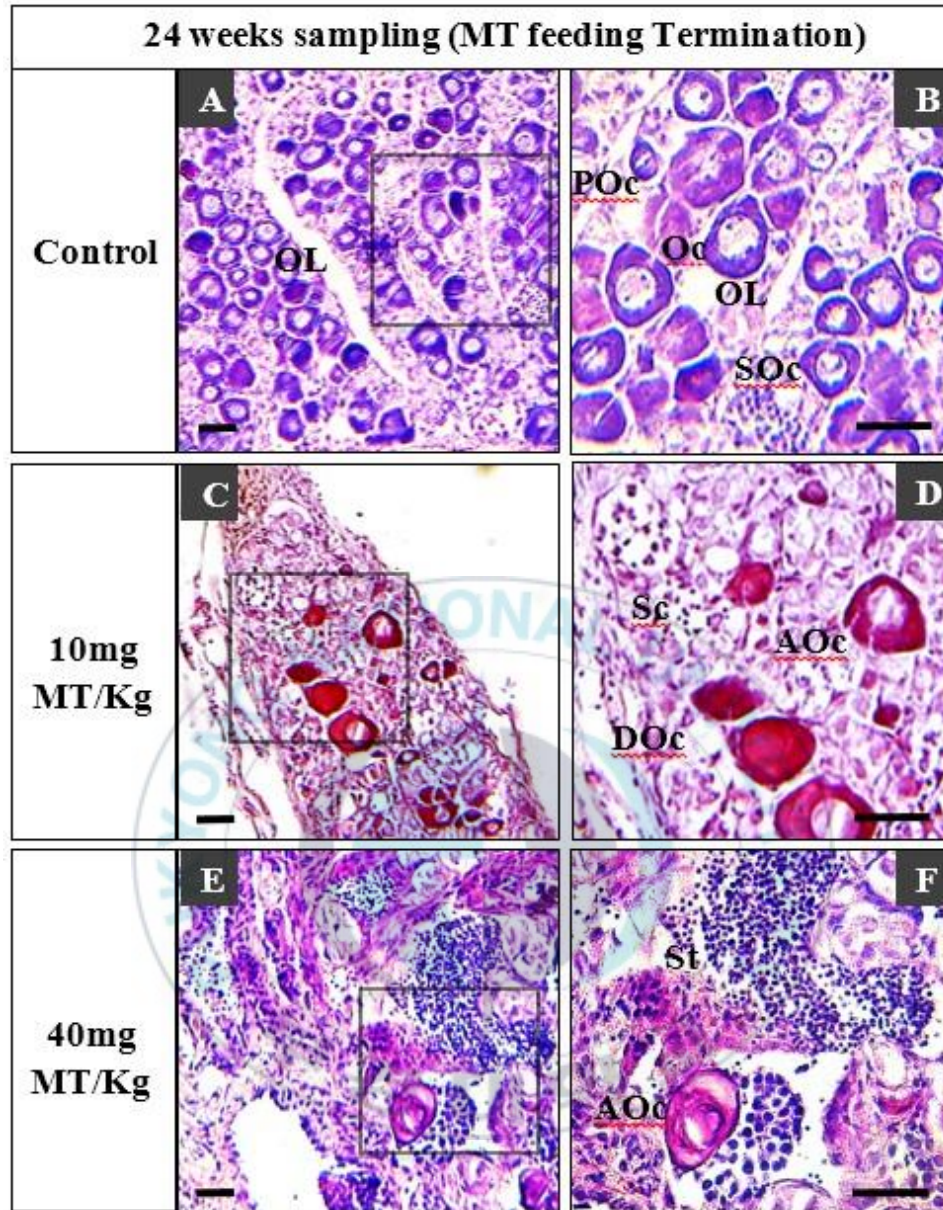 24 weeks sampling (MT feeding Termination)
Control
A
OL
B
POc
Oc
OL
SOc
10mg
MT/Kg
C
D
Sc
AOc
DOc
40mg
MT/Kg
E
F
St
AOc